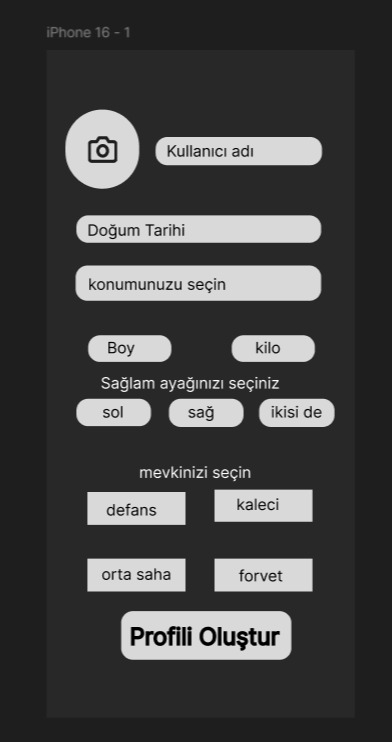 iPhone 16 - 1
Kullanıcı adı
Doğum Tarihi
konumunuzu seçin
Boy
kilo
Sağlam ayağınızı seçiniz
sol
sağ
ikisi de
mevkinizi seçin
defans
kaleci
orta saha
forvet
Profili Oluştur